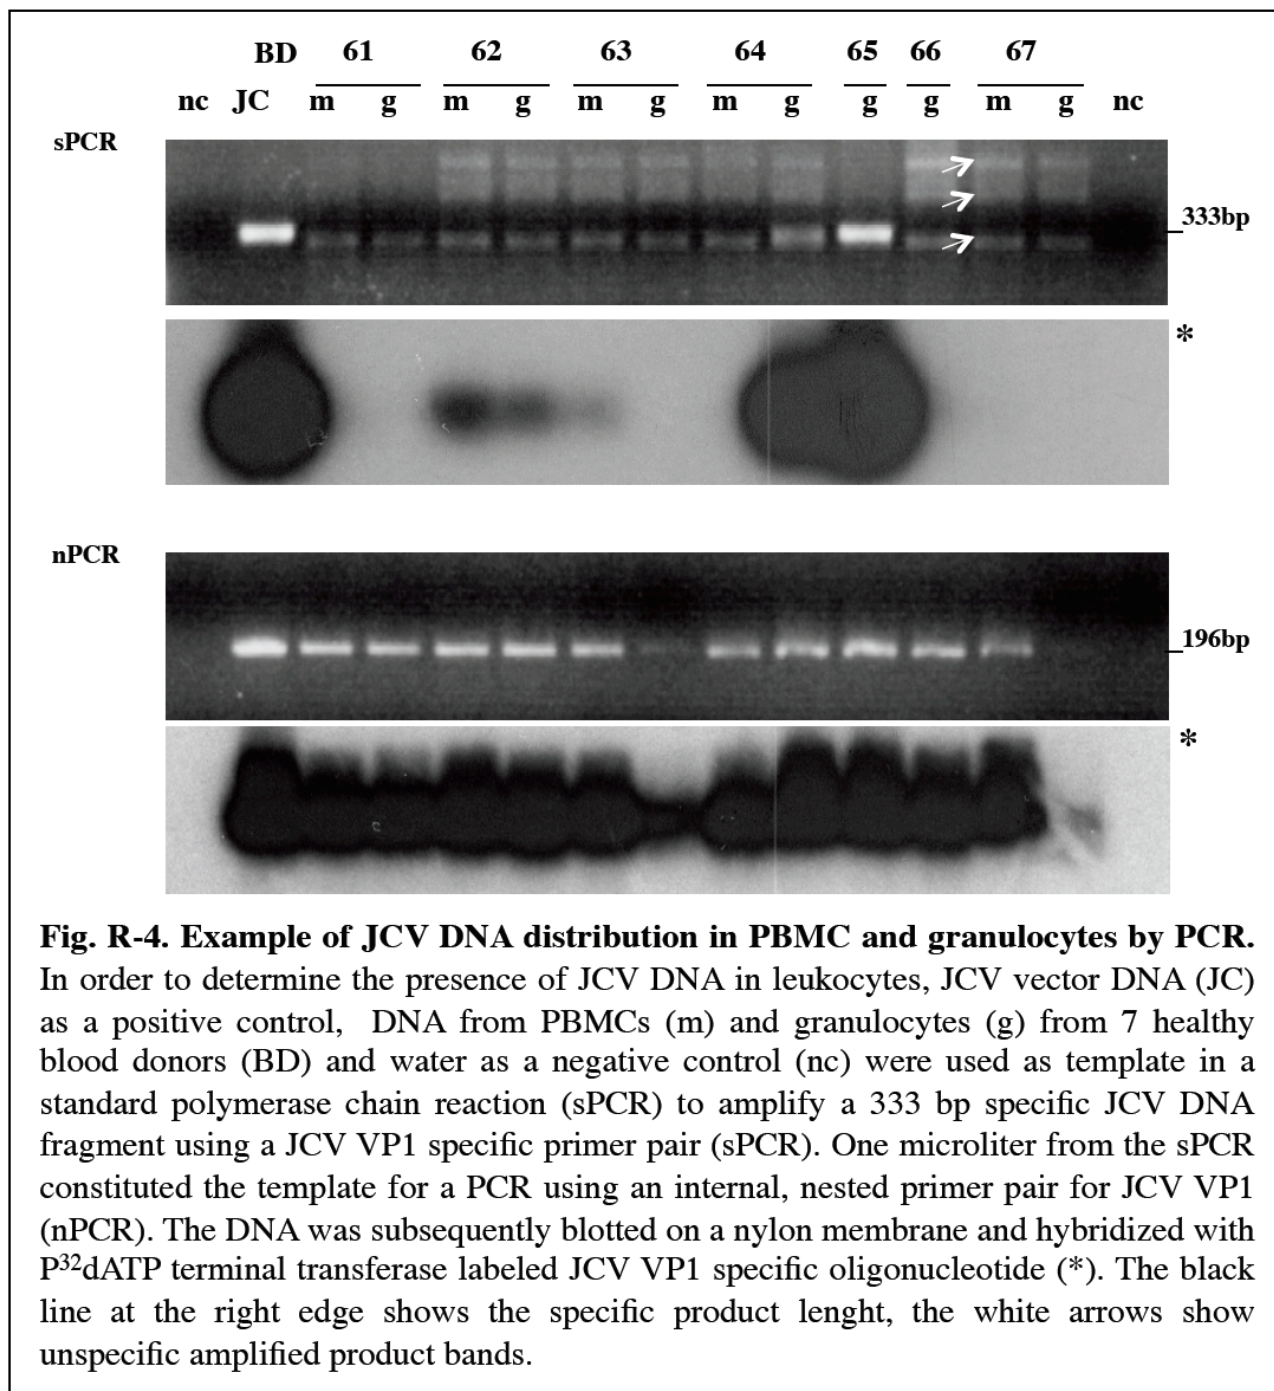 BD 61 62 63 64 65 66 67
nc JC m g m g m g m g g g m g nc
sPCR
333bp
*
nPCR
196bp
*
Fig. R-4. Example of JCV DNA distribution in PBMC and granulocytes by PCR.
In order to determine the presence of JCV DNA in leukocytes, JCV vector DNA (JC)
as a positive control, DNA from PBMCs (m) and granulocytes (g) from 7 healthy
blood donors (BD) and water as a negative control (nc) were used as template in a
standard polymerase chain reaction (sPCR) to amplify a 333 bp specific JCV DNA
fragment using a JCV VP1 specific primer pair (sPCR). One microliter from the sPCR
constituted the template for a PCR using an internal, nested primer pair for JCV VP1
(nPCR). The DNA was subsequently blotted on a nylon membrane and hybridized with
P³²dATP terminal transferase labeled JCV VP1 specific oligonucleotide (*). The black
line at the right edge shows the specific product lenght, the white arrows show
unspecific amplified product bands.